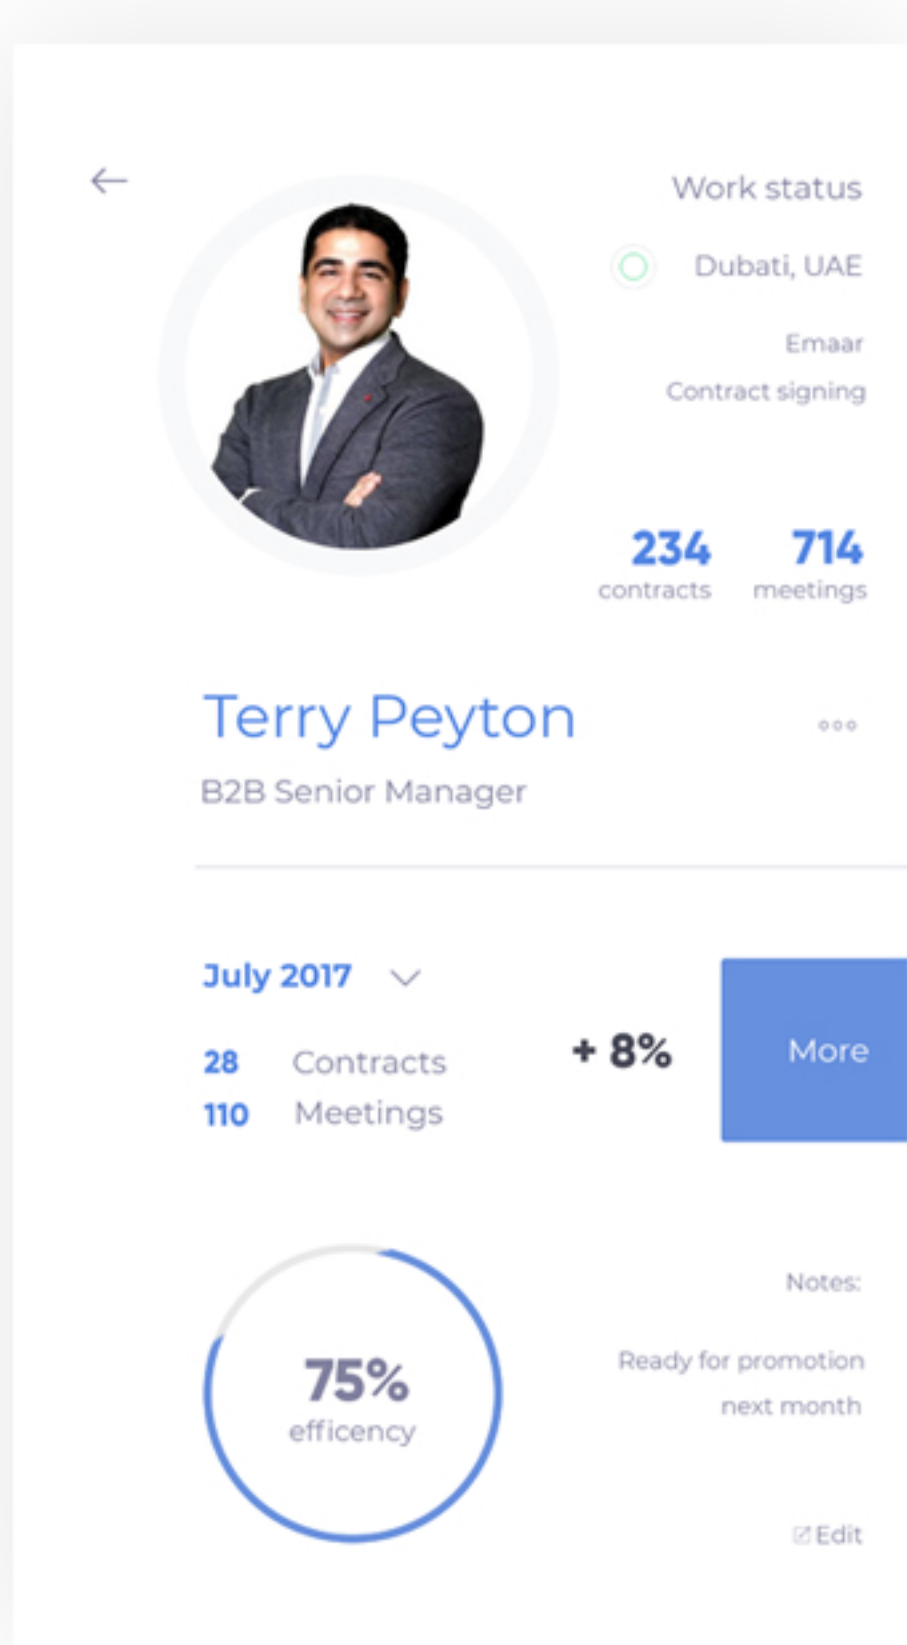 Work status
Dubati, UAE
Emaar
Contract signing
234 714
contracts meetings
Terry Peyton
B2B Senior Manager
July 2017
28 Contracts
110 Meetings
+ 8%
More
75%
efficency
Notes:
Ready for promotion
next month
Edit